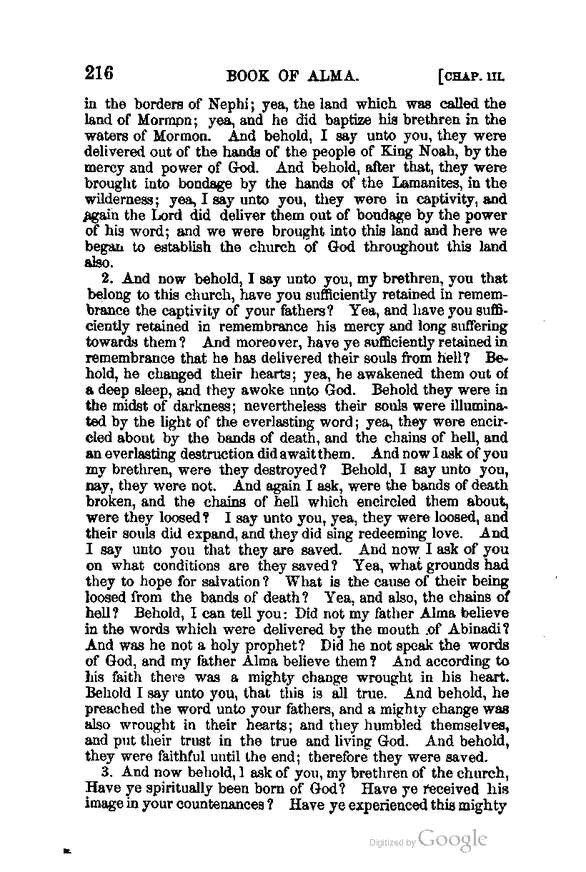 216 BOOK OF ALMA. [CHAP. III.
in the borders of Nephi; yea, the land which was called the
land of Mormon; yea, and he did baptize his brethren in the
waters of Mormon. And behold, I say unto you, they were
delivered out of the hands of the people of King Noah, by the
mercy and power of God. And behold, after that, they were
brought into bondage by the hands of the Lamanites, in the
wilderness; yea, I say unto you, they were in captivity, and
again the Lord did deliver them out of bondage by the power
of his word; and we were brought into this land and here we
began to establish the church of God throughout this land
also.
2. And now behold, I say unto you, my brethren, you that
belong to this church, have you sufficiently retained in remem-
brance the captivity of your fathers? Yea, and have you suffi-
ciently retained in remembrance his mercy and long suffering
towards them? And moreover, have ye sufficiently retained in
remembrance that he has delivered their souls from hell? Be-
hold, he changed their hearts; yea, he awakened them out of
a deep sleep, and they awoke unto God. Behold they were in
the midst of darkness; nevertheless their souls were illumina-
ted by the light of the everlasting word; yea, they were encir-
cled about by the bands of death, and the chains of hell, and
an everlasting destruction did await them. And now I ask of you
my brethren, were they destroyed? Behold, I say unto you,
nay, they were not. And again I ask, were the bands of death
broken, and the chains of hell which encircled them about,
were they loosed? I say unto you, yea, they were loosed, and
their souls did expand, and they did sing redeeming love. And
I say unto you that they are saved. And now I ask of you
on what conditions are they saved? Yea, what grounds had
they to hope for salvation? What is the cause of their being
loosed from the bands of death? Yea, and also, the chains of
hell? Behold, I can tell you: Did not my father Alma believe
in the words which were delivered by the mouth of Abinadi?
And was he not a holy prophet? Did he not speak the words
of God, and my father Alma believe them? And according to
his faith there was a mighty change wrought in his heart.
Behold I say unto you, that this is all true. And behold, he
preached the word unto your fathers, and a mighty change was
also wrought in their hearts; and they humbled themselves,
and put their trust in the true and living God. And behold,
they were faithful until the end; therefore they were saved.
3. And now behold, I ask of you, my brethren of the church,
Have ye spiritually been born of God? Have ye received his
image in your countenances? Have ye experienced this mighty
Digitized by Google